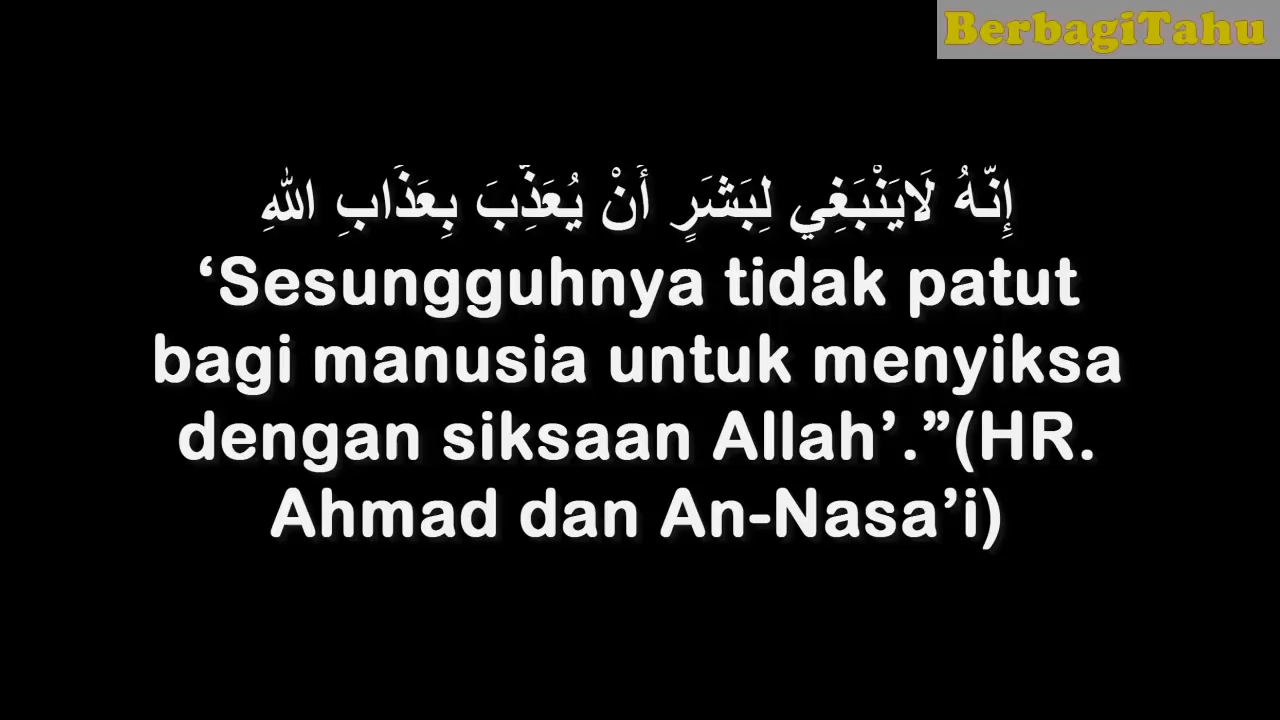 BerbagiTahu
إِنَّهُ لَايَنْبَغِي لِبَشَرٍ أَنْ يُعَذِّبَ بِعَذَابِ اللهِ
‘Sesungguhnya tidak patut
bagi manusia untuk menyiksa
dengan siksaan Allah’.”(HR.
Ahmad dan An-Nasa’i)